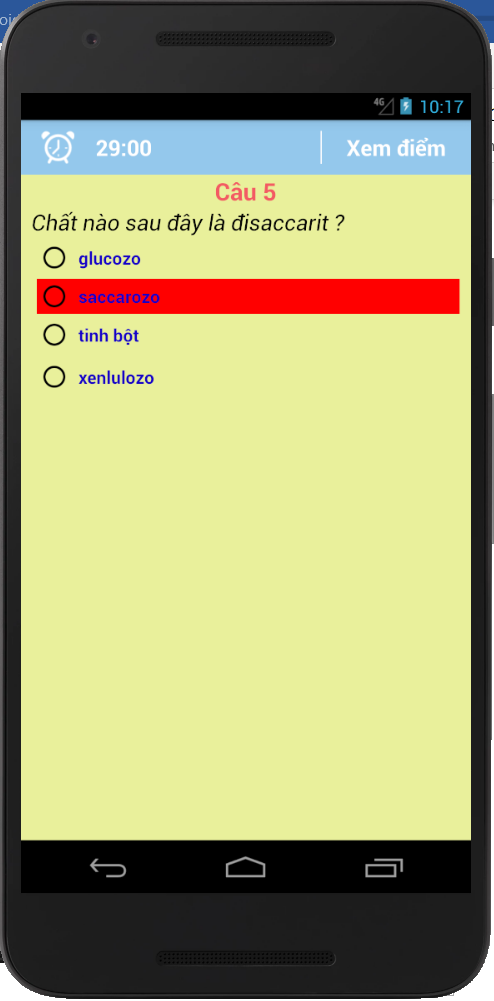 4G 10:17
29:00 Xem điểm
Câu 5
Chất nào sau đây là đisaccarit ?
glucozo
saccarozo
tinh bột
xenlulozo